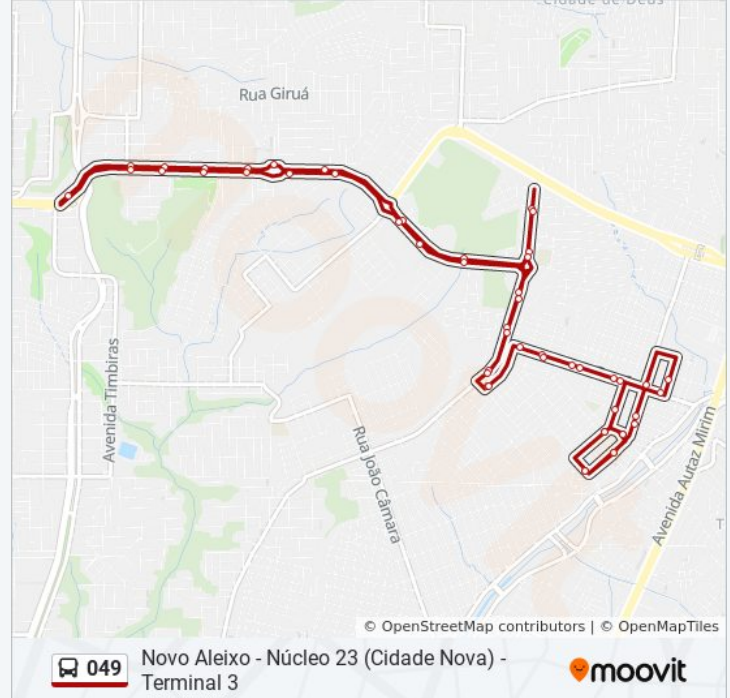 Cidade de Deus
Rua Giruá
Avenida Timbiras
Rua João Câmara
Avenida Autaz Mirim
T
© OpenStreetMap contributors | © OpenMapTiles
049
Novo Aleixo - Núcleo 23 (Cidade Nova) -
Terminal 3
moovit